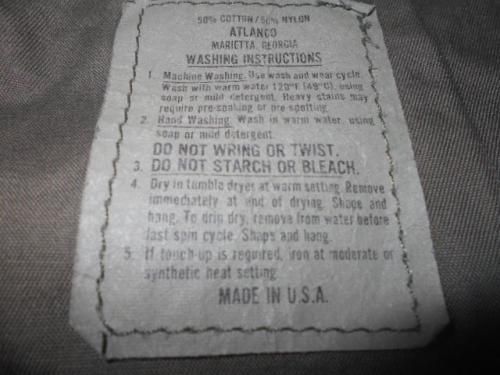 50% COTTON/50% NYLON
ATLANCO
MARIETTA, GEORGIA
WASHING INSTRUCTIONS
1. Machine Washing. Use wash and wear cycle.
Wash with warm water 120°F (49°C), using
soap or mild detergent. Heavy stains may
require pre-soaking or pre-spotting.
2. Hand Washing. Wash in warm water, using
soap or mild detergent.
DO NOT WRING OR TWIST.
3. DO NOT STARCH OR BLEACH.
4. Dry in tumble dryer at warm setting. Remove
immediately at end of drying. Shape and
hang. To drip dry, remove from water before
last spin cycle. Shape and hang.
5. If touch-up is required, iron at moderate or
synthetic heat setting.
MADE IN U.S.A.